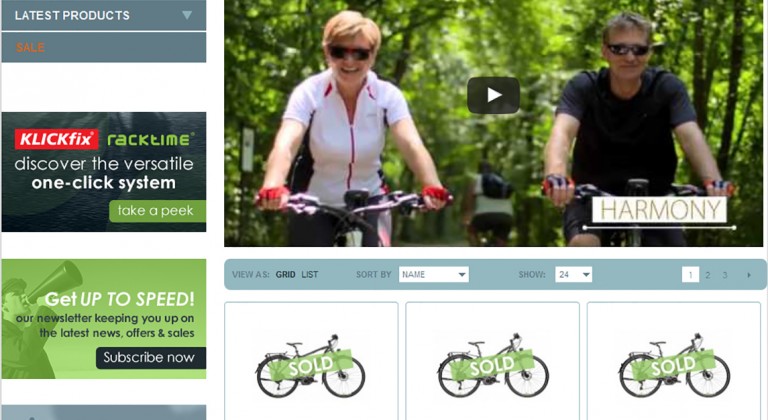 LATEST PRODUCTS
SALE
KLICKfix® racktime®
discover the versatile
one-click system
take a peek
Get UP TO SPEED!
our newsletter keeping you up on
the latest news, offers & sales
Subscribe now
HARMONY
VIEW AS: GRID LIST SORT BY NAME SHOW: 24 1 2 3
SOLD SOLD SOLD